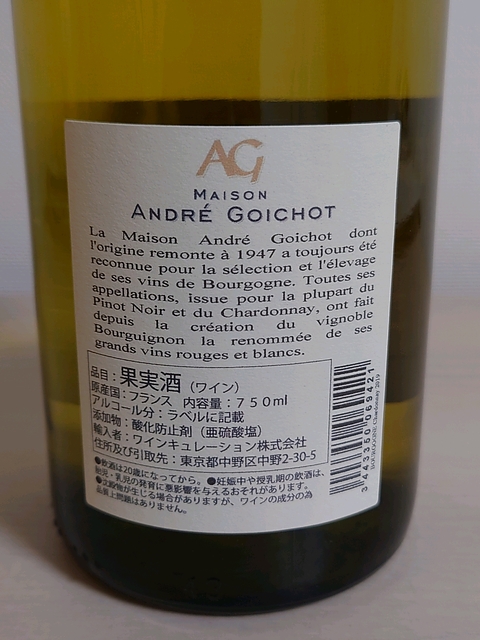 AG
MAISON
ANDRÉ GOICHOT
La Maison André Goichot dont
l'origine remonte à 1947 a toujours été
reconnue pour la sélection et l'élevage
de ses vins de Bourgogne. Toutes ses
appellations, issue pour la plupart du
Pinot Noir et du Chardonnay, ont fait
depuis la création du vignoble
Bourguignon la renommée de ses
grands vins rouges et blancs.
品目：果実酒（ワイン）
原産国：フランス 内容量：７５０ml
アルコール分：ラベルに記載
添加物：酸化防止剤（亜硫酸塩）
輸入者：ワインキュレーション株式会社
住所及び引取先：東京都中野区中野2-30-5
●飲酒は20歳になってから。●妊娠中や授乳期の飲酒は、
胎児・乳児の発育に悪影響を与えるおそれがあります。
●沈殿物が生じる場合がありますが、ワインの成分の為
品質上問題はありません。
3 443350 069421
BOURGOGNE Chardonnay 2019